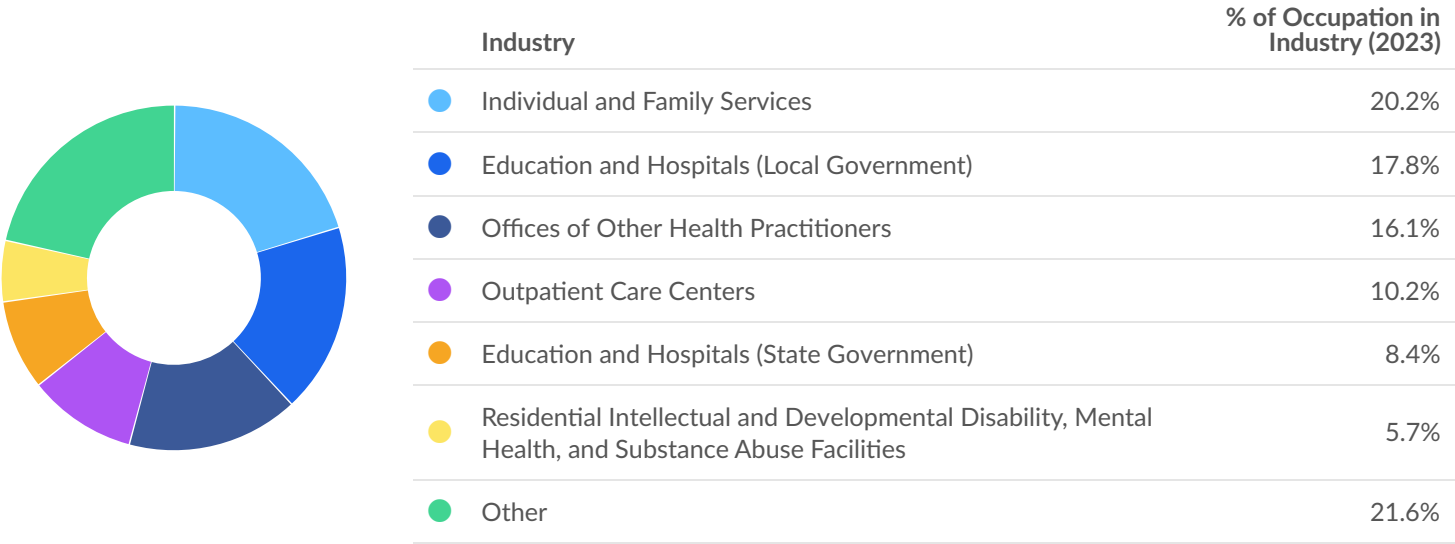 Industry
% of Occupation in
Industry (2023)
Individual and Family Services
20.2%
Education and Hospitals (Local Government)
17.8%
Offices of Other Health Practitioners
16.1%
Outpatient Care Centers
10.2%
Education and Hospitals (State Government)
8.4%
Residential Intellectual and Developmental Disability, Mental
Health, and Substance Abuse Facilities
5.7%
Other
21.6%